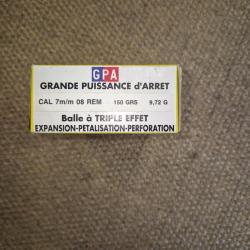 GPA
GRANDE PUISSANCE d'ARRET
CAL 7m/m 08 REM 150 GRS 9,72 G
Balle à TRIPLE EFFET
EXPANSION-PETALISATION-PERFORATION